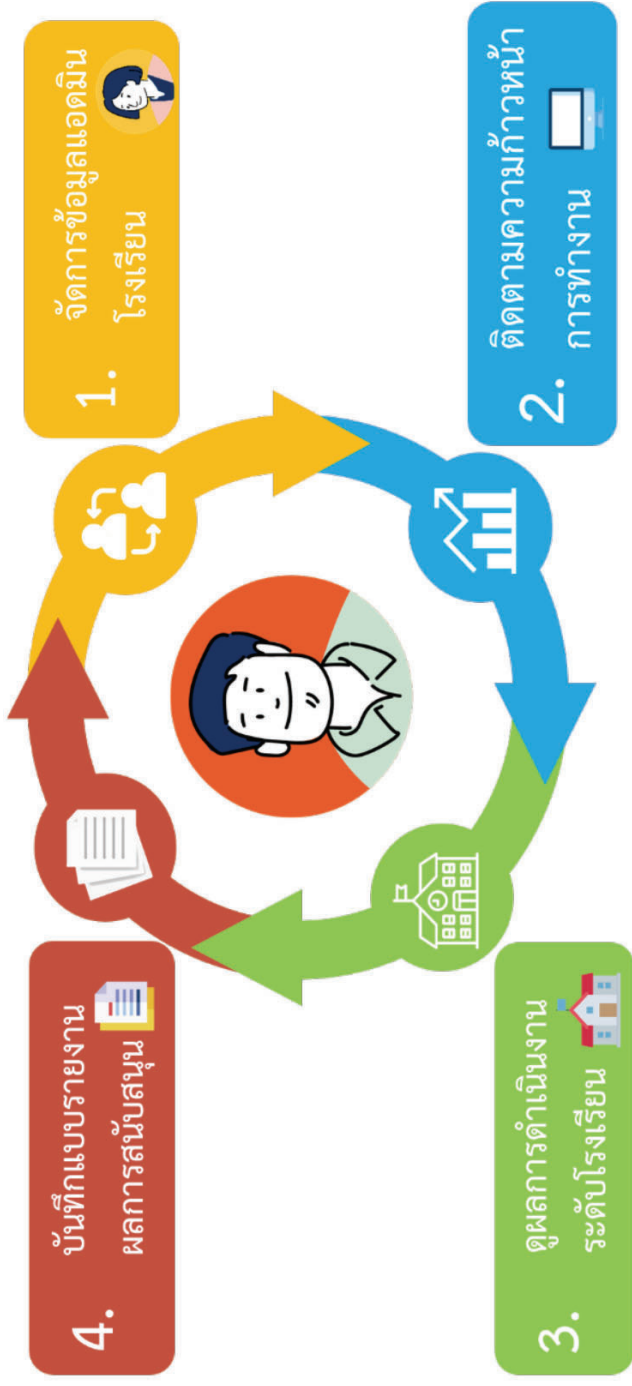 1. จัดการข้อมูลแอดมิน
โรงเรียน
2. ติดตามความก้าวหน้า
การทำงาน
3. ดูผลการดำเนินงาน
ระดับโรงเรียน
4. บันทึกแบบรายงาน
ผลการสนับสนุน